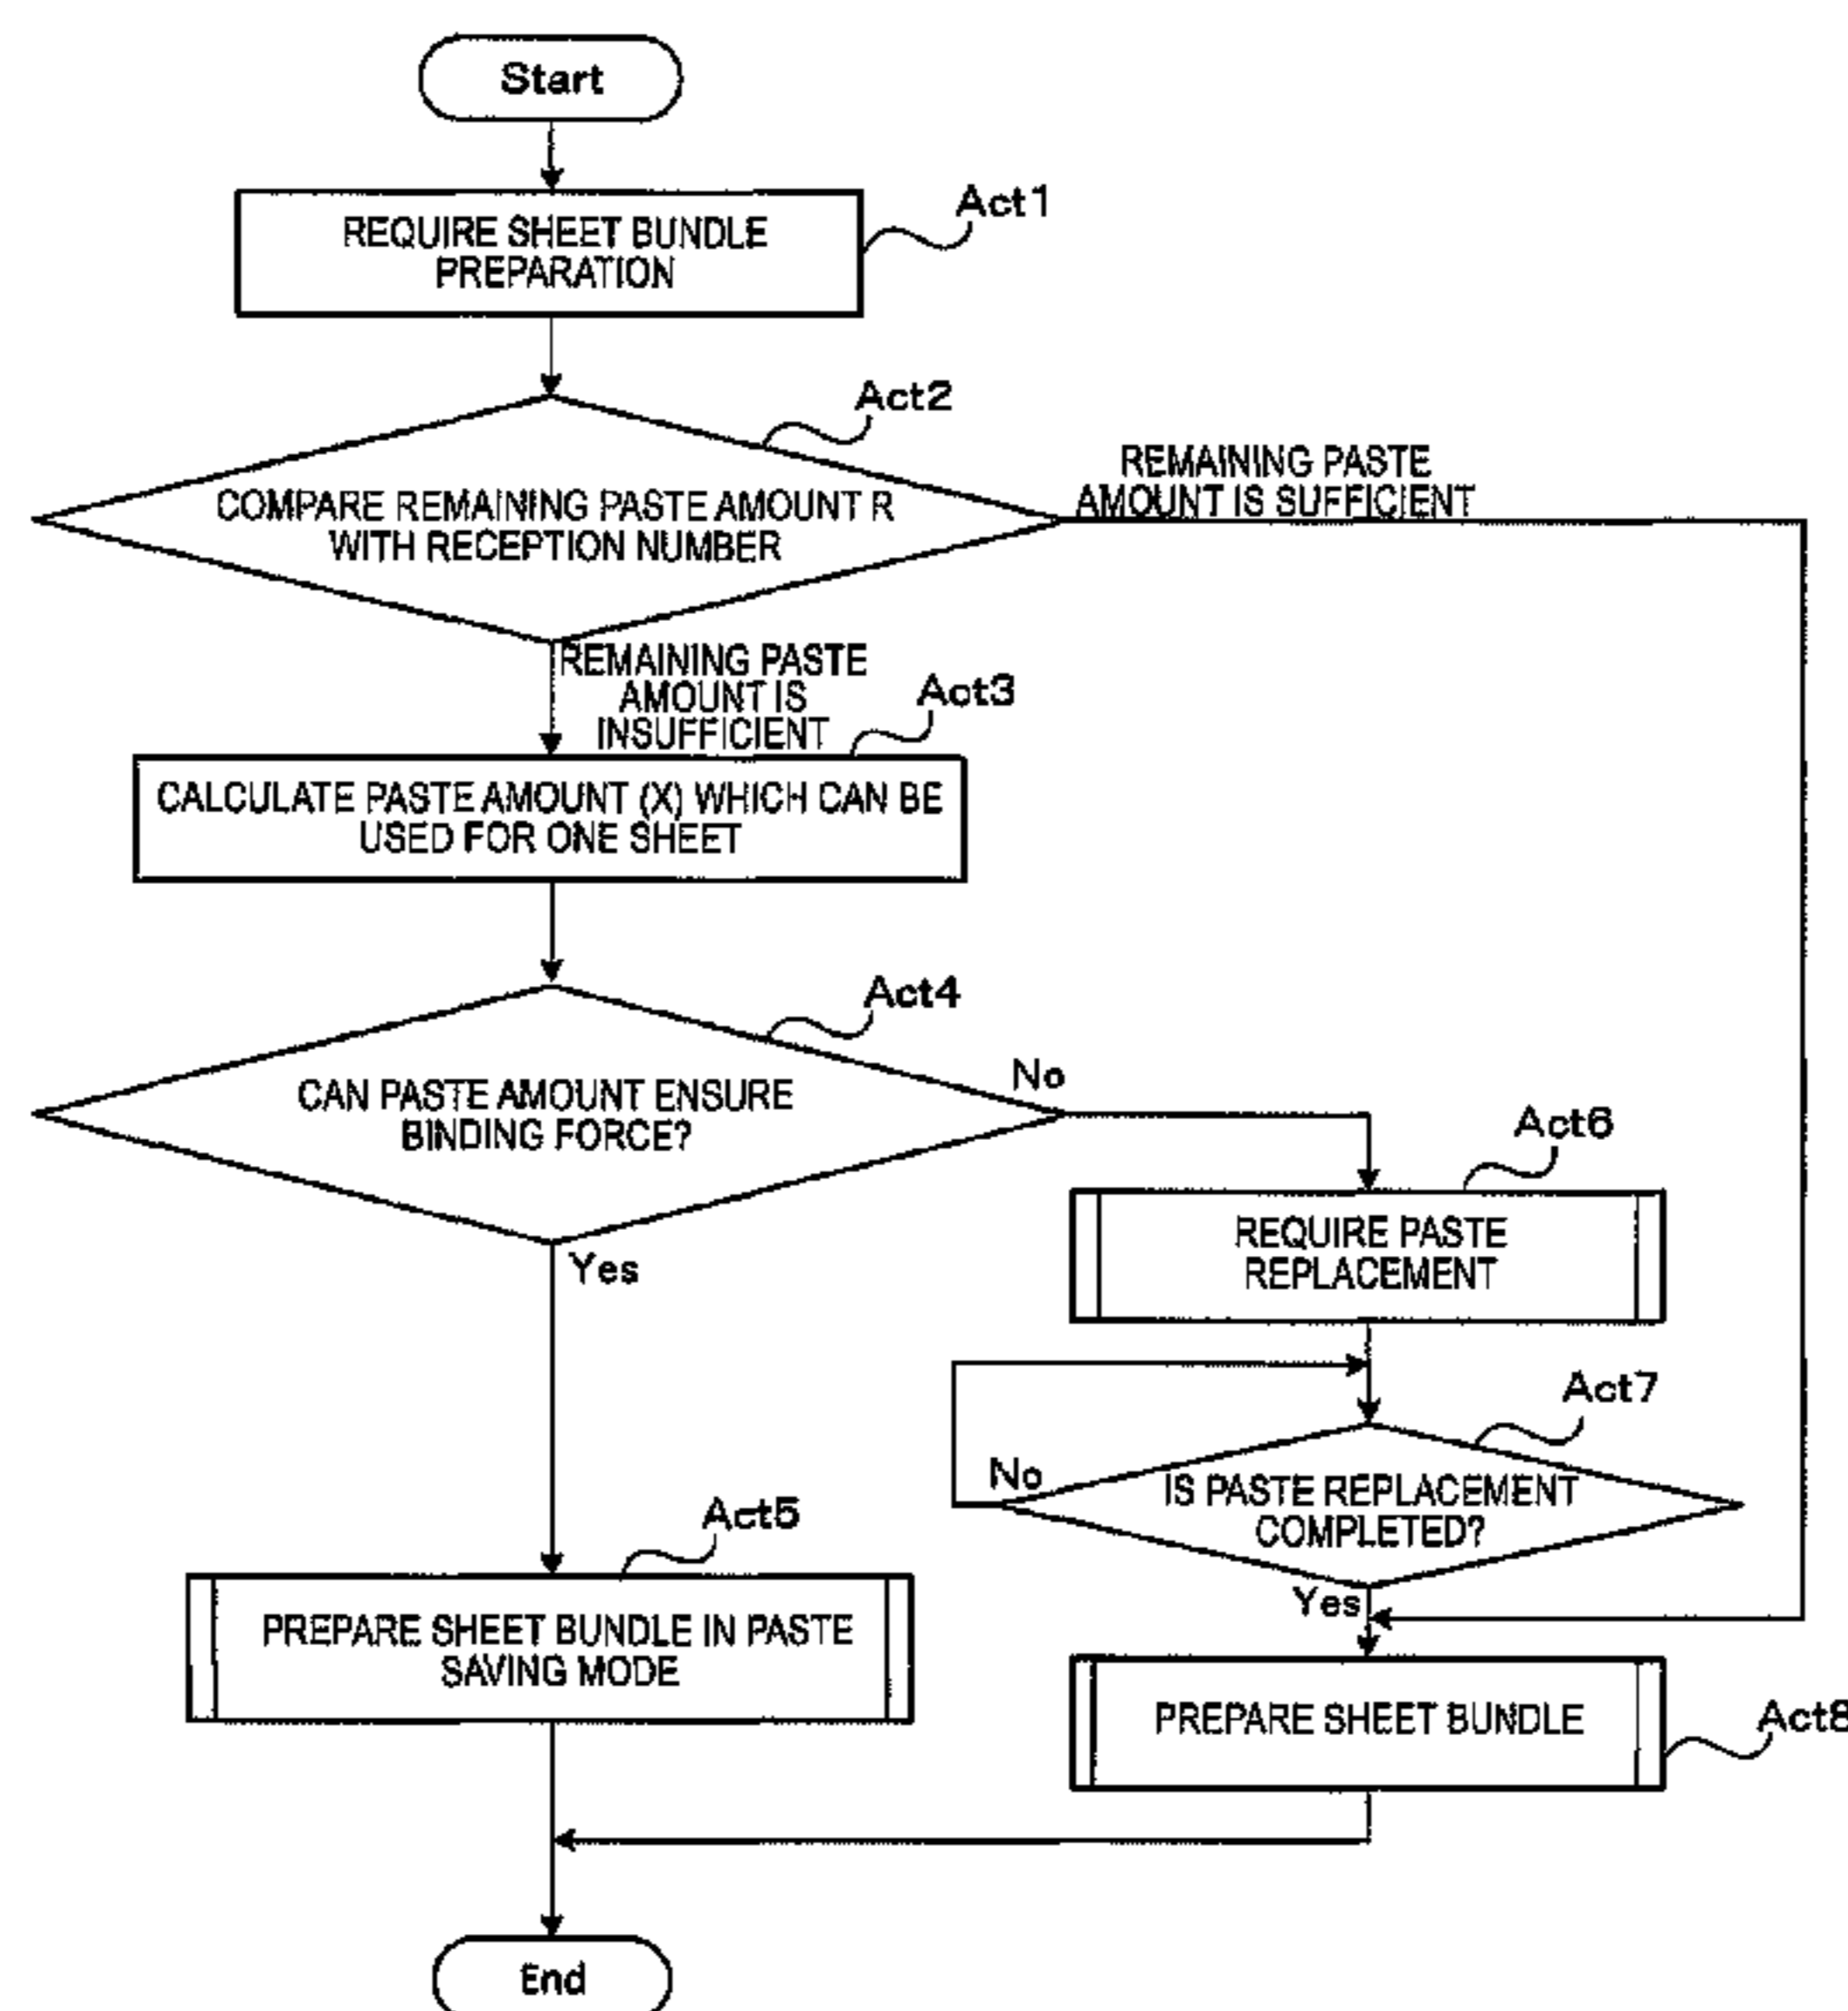 Start
REQUIRE SHEET BUNDLE
PREPARATION
Act1
Act2
COMPARE REMAINING PASTE AMOUNT R
WITH RECEPTION NUMBER
REMAINING PASTE
AMOUNT IS SUFFICIENT
REMAINING PASTE
AMOUNT IS
INSUFFICIENT
Act3
CALCULATE PASTE AMOUNT (X) WHICH CAN BE
USED FOR ONE SHEET
Act4
CAN PASTE AMOUNT ENSURE
BINDING FORCE?
No
Yes
Act6
REQUIRE PASTE
REPLACEMENT
Act7
No
IS PASTE REPLACEMENT
COMPLETED?
Yes
Act5
PREPARE SHEET BUNDLE IN PASTE
SAVING MODE
PREPARE SHEET BUNDLE
Act8
End